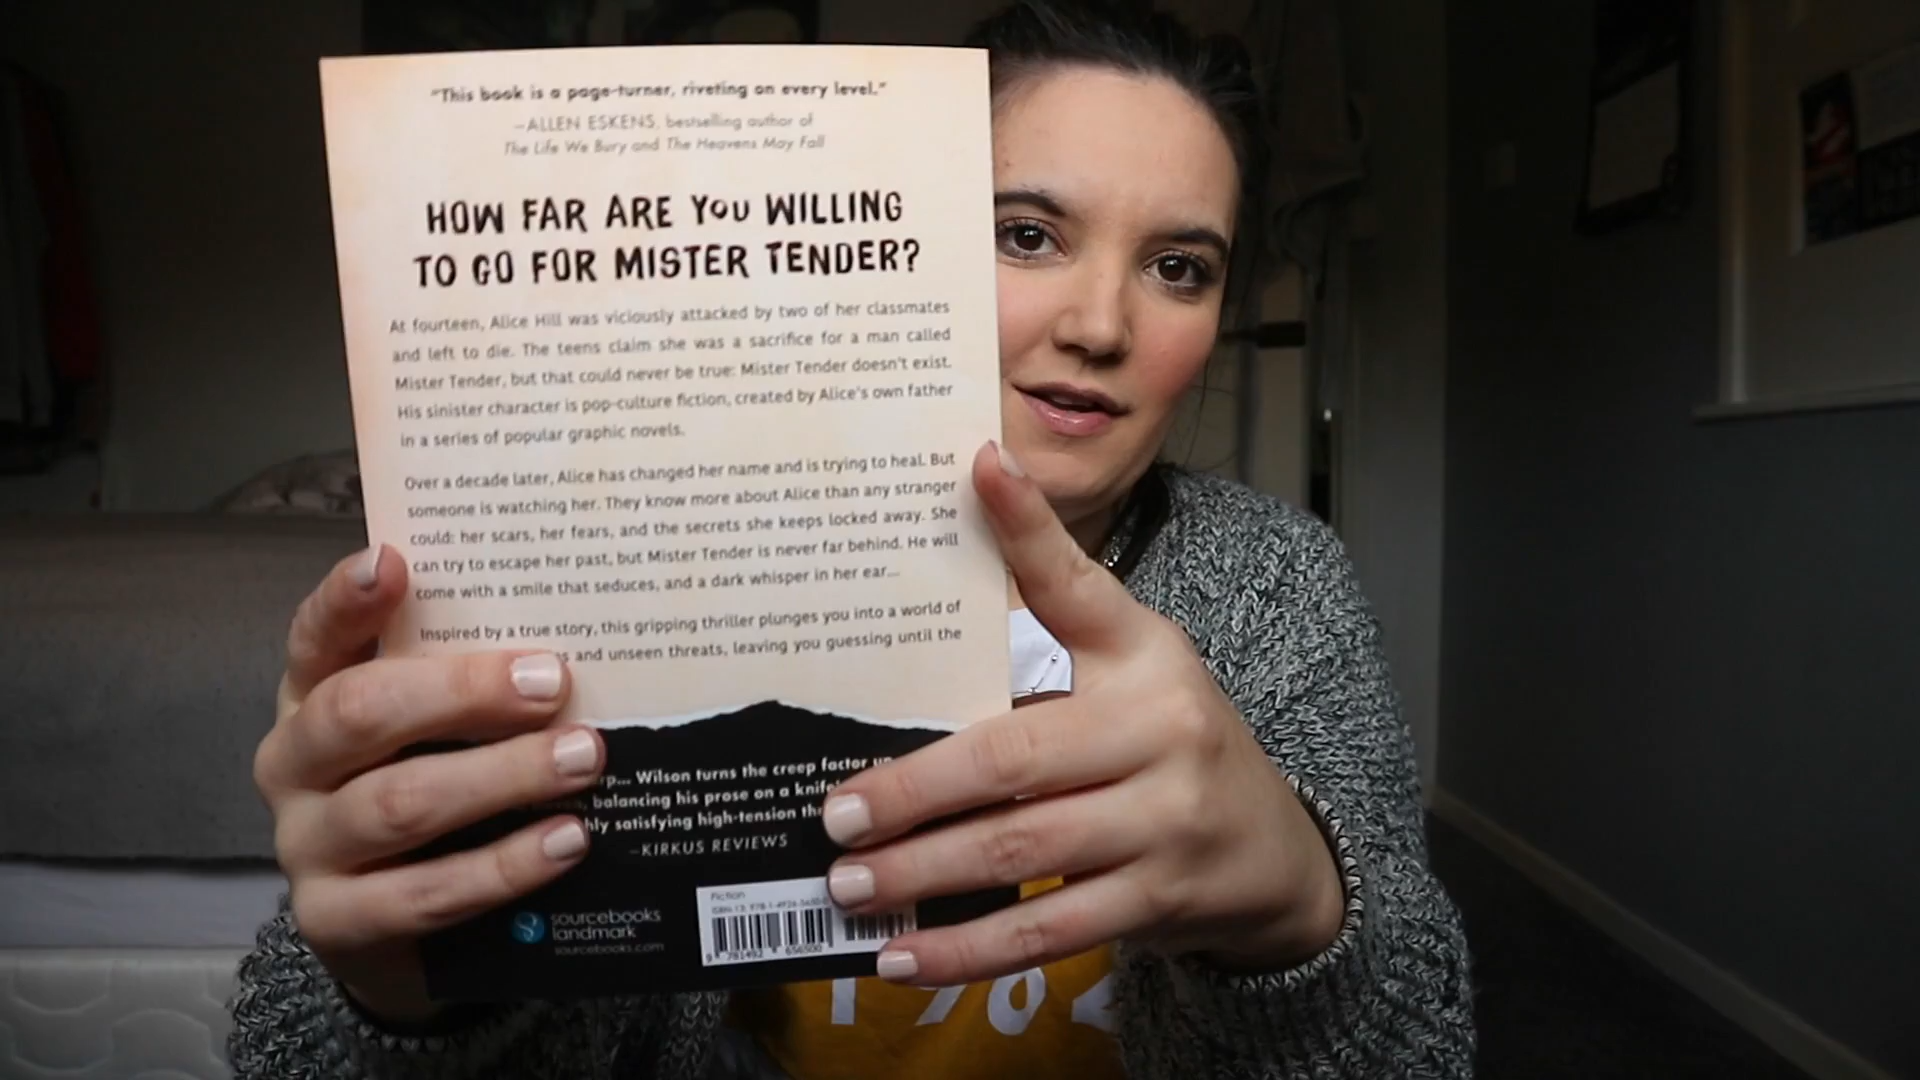 "This book is a page-turner, riveting on every level."
—ALLEN ESKENS, bestselling author of
The Life We Bury and The Heavens May Fall
HOW FAR ARE YOU WILLING
TO GO FOR MISTER TENDER?
At fourteen, Alice Hill was viciously attacked by two of her classmates
and left to die. The teens claim she was a sacrifice for a man called
Mister Tender, but that could never be true: Mister Tender doesn't exist.
His sinister character is pop-culture fiction, created by Alice's own father
in a series of popular graphic novels.
Over a decade later, Alice has changed her name and is trying to heal. But
someone is watching her. They know more about Alice than any stranger
could: her scars, her fears, and the secrets she keeps locked away. She
can try to escape her past, but Mister Tender is never far behind. He will
come with a smile that seduces, and a dark whisper in her ear...
Inspired by a true story, this gripping thriller plunges you into a world of
and unseen threats, leaving you guessing until the
Wilson turns the creep factor
balancing his prose on a
satisfying high-tension
—KIRKUS REVIEWS
sourcebooks
landmark
sourcebooks.com
Fiction
9 781492 656500
1982